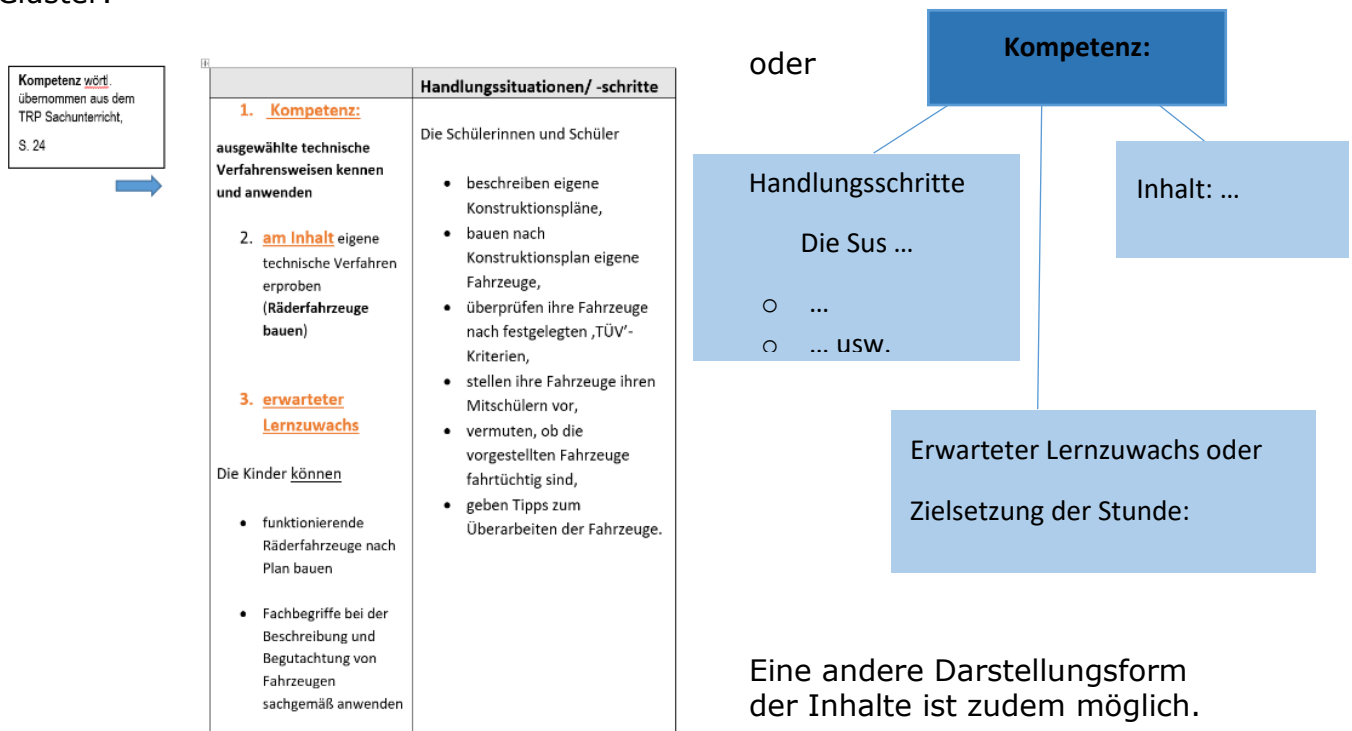 Cluster:
Kompetenz wörtl.
übernommen aus dem
TRP Sachunterricht,
S. 24
Handlungssituationen/ -schritte
1. Kompetenz:
ausgewählte technische
Verfahrensweisen kennen
und anwenden
2. am Inhalt eigene
technische Verfahren
erproben
(Räderfahrzeuge
bauen)
3. erwarteter
Lernzuwachs
Die Kinder können
• funktionierende
Räderfahrzeuge nach
Plan bauen
• Fachbegriffe bei der
Beschreibung und
Begutachtung von
Fahrzeugen
sachgemäß anwenden
Die Schülerinnen und Schüler
• beschreiben eigene
Konstruktionspläne,
• bauen nach
Konstruktionsplan eigene
Fahrzeuge,
• überprüfen ihre Fahrzeuge
nach festgelegten ‚TÜV’-
Kriterien,
• stellen ihre Fahrzeuge ihren
Mitschülern vor,
• vermuten, ob die
vorgestellten Fahrzeuge
fahrtüchtig sind,
• geben Tipps zum
Überarbeiten der Fahrzeuge.
oder
Kompetenz:
Handlungsschritte
Die Sus …
o …
o … usw.
Inhalt: …
Erwarteter Lernzuwachs oder
Zielsetzung der Stunde:
Eine andere Darstellungsform
der Inhalte ist zudem möglich.